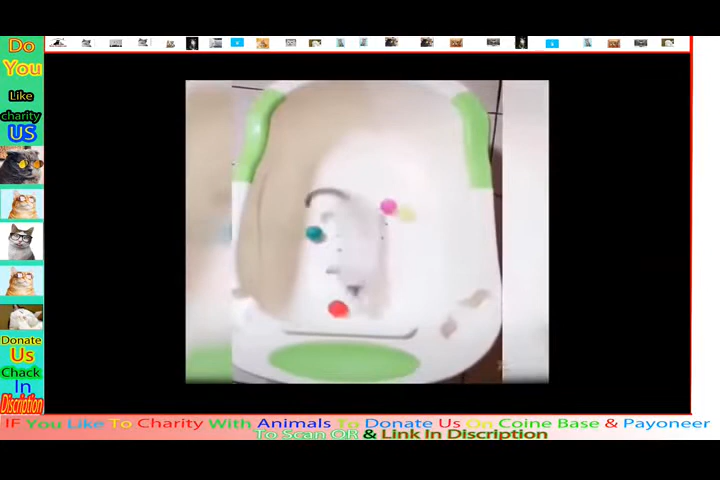 Do
You
Like
charity
US
Donate
Us
Chack
In
Discription
IF You Like To Charity With Animals To Donate Us On Coine Base & Payoneer
To Scan QR & Link In Discription